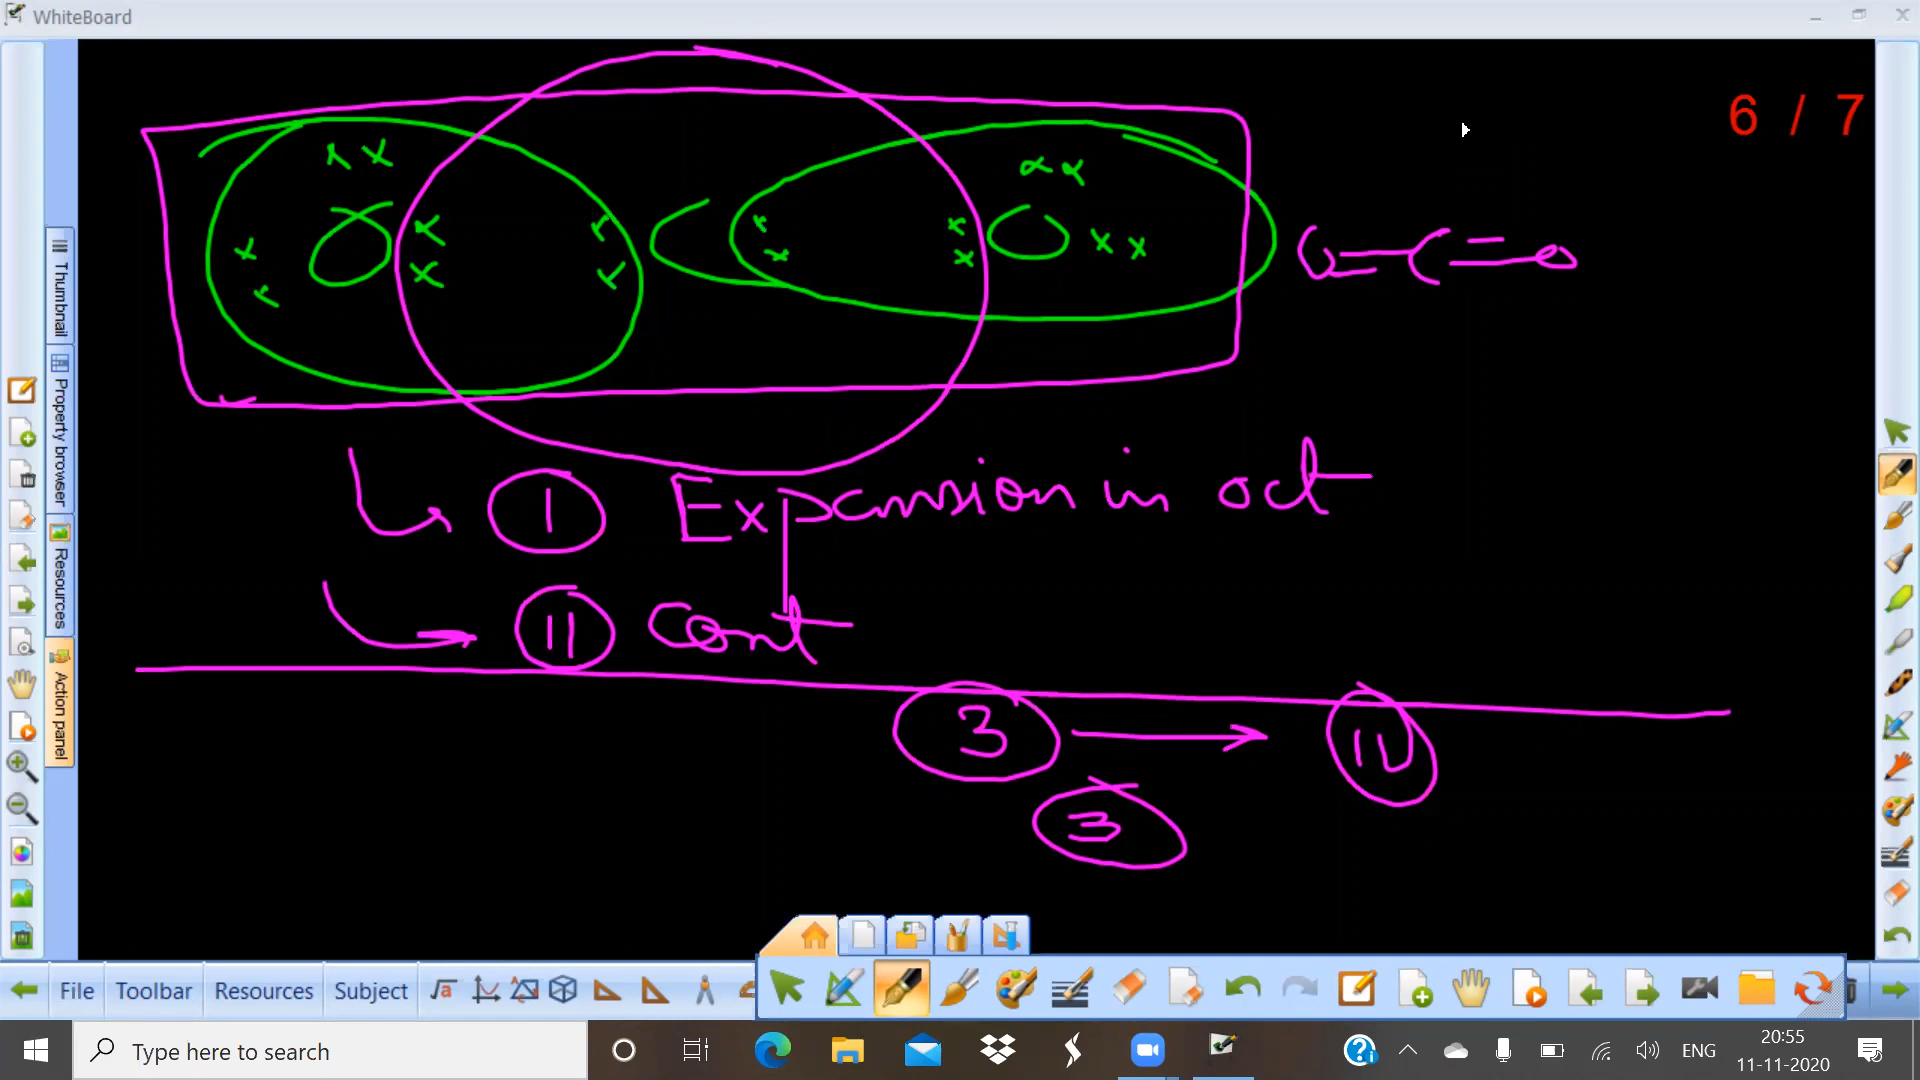 WhiteBoard
6 / 7
x x
O
C
O
O=C=O
① Expansion in oct
② cont
3
11
3
Thumbnail
Property browser
Resources
Action panel
File
Toolbar
Resources
Subject
Type here to search
ENG
20:55
11-11-2020